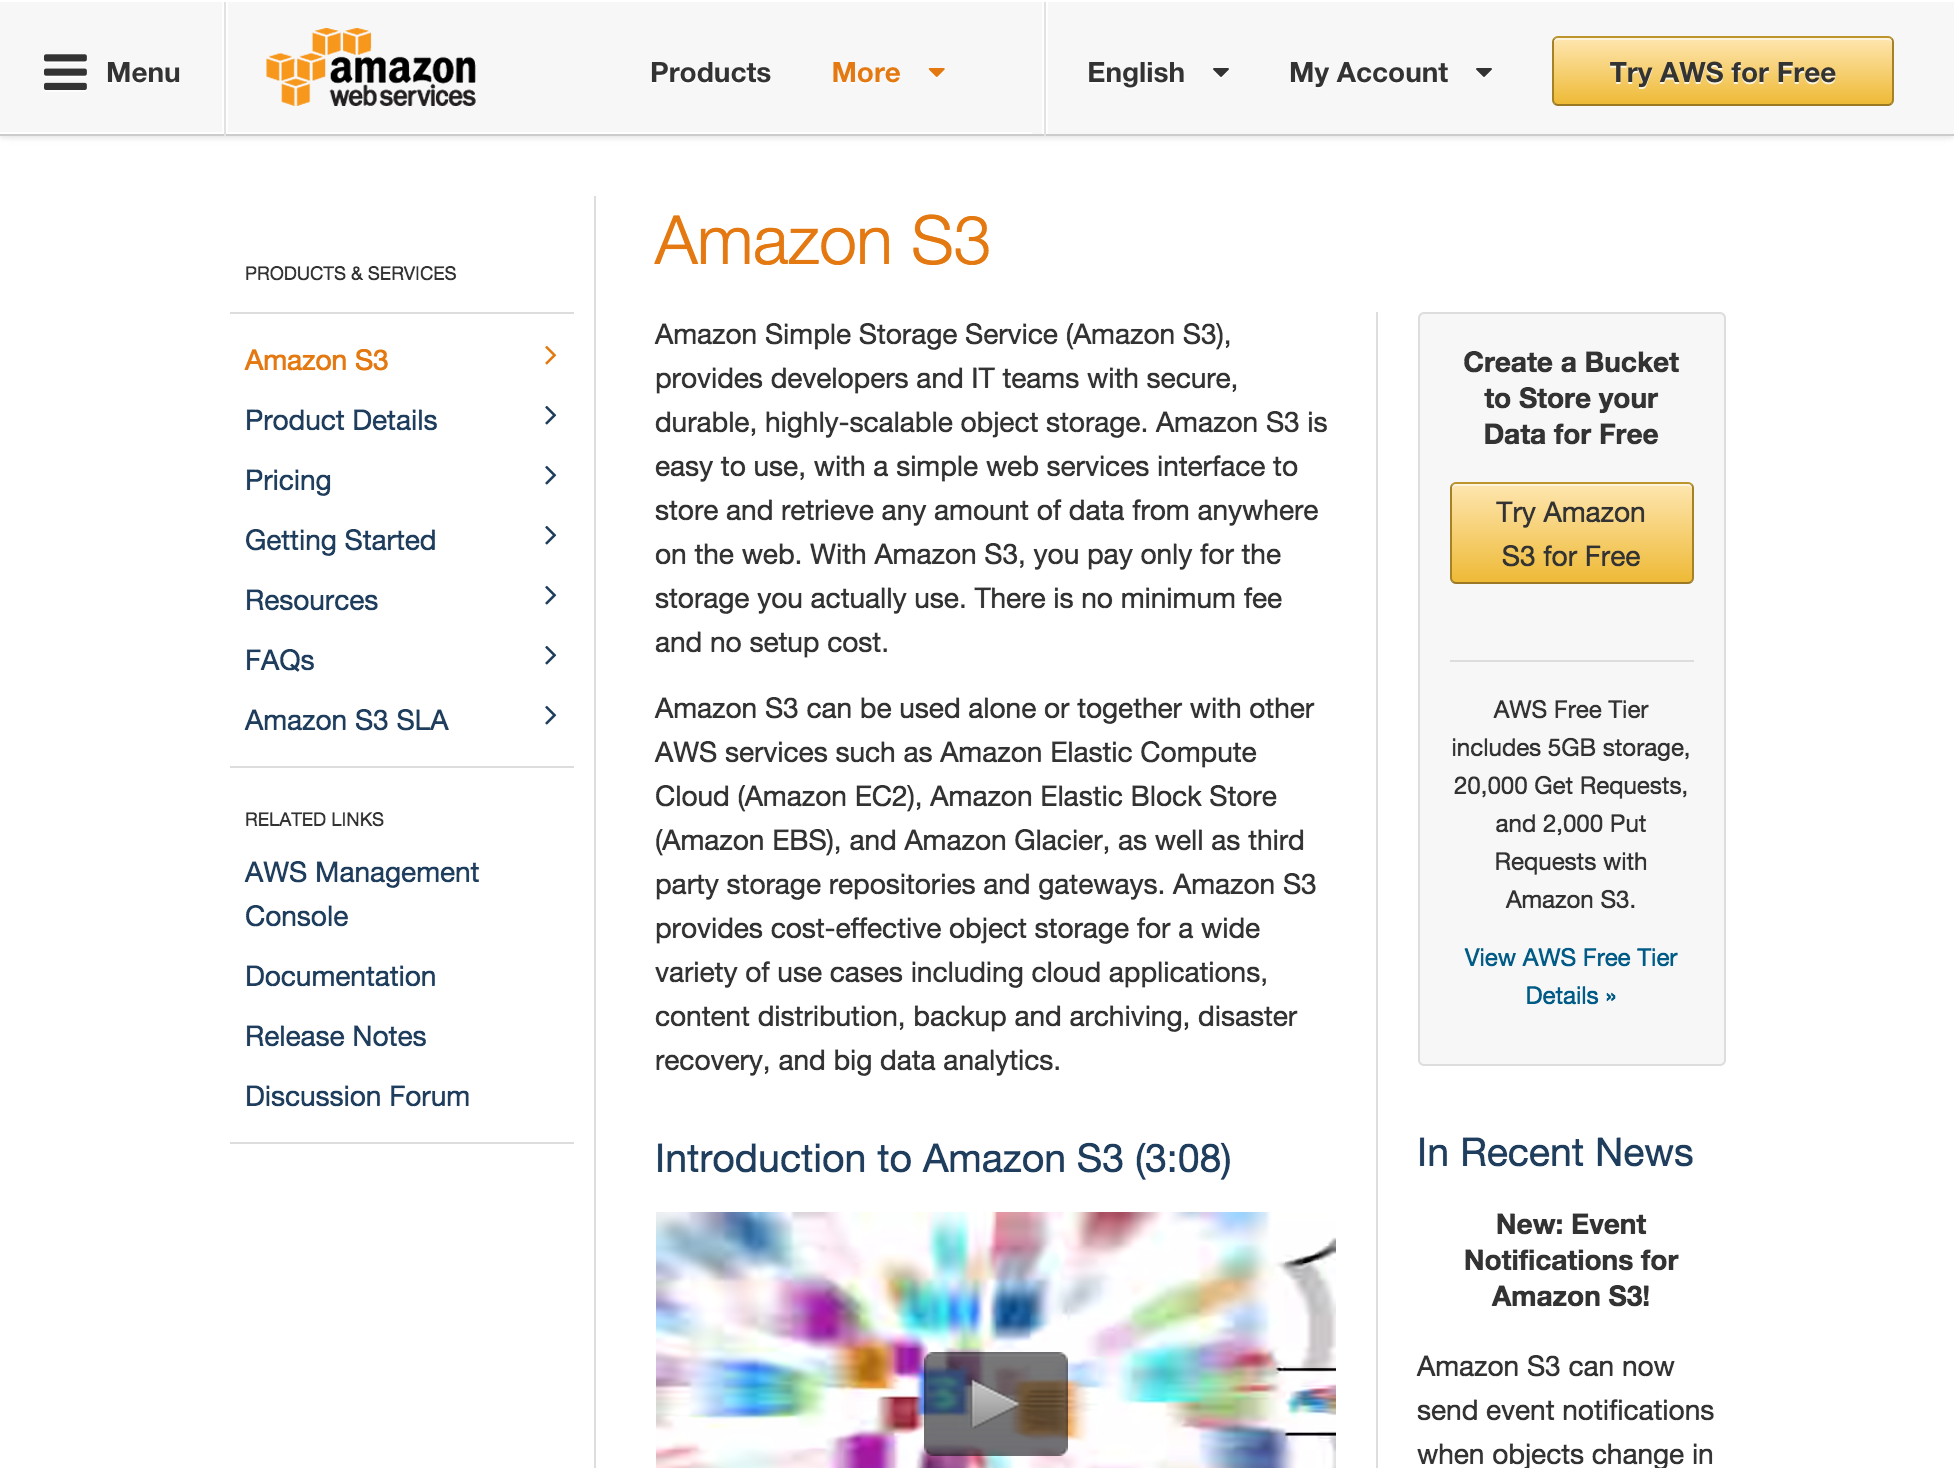 Menu
amazon
web services
Products
More
English
My Account
Try AWS for Free
PRODUCTS & SERVICES
Amazon S3
Product Details
Pricing
Getting Started
Resources
FAQs
Amazon S3 SLA
RELATED LINKS
AWS Management
Console
Documentation
Release Notes
Discussion Forum
Amazon S3
Amazon Simple Storage Service (Amazon S3),
provides developers and IT teams with secure,
durable, highly-scalable object storage. Amazon S3 is
easy to use, with a simple web services interface to
store and retrieve any amount of data from anywhere
on the web. With Amazon S3, you pay only for the
storage you actually use. There is no minimum fee
and no setup cost.
Amazon S3 can be used alone or together with other
AWS services such as Amazon Elastic Compute
Cloud (Amazon EC2), Amazon Elastic Block Store
(Amazon EBS), and Amazon Glacier, as well as third
party storage repositories and gateways. Amazon S3
provides cost-effective object storage for a wide
variety of use cases including cloud applications,
content distribution, backup and archiving, disaster
recovery, and big data analytics.
Introduction to Amazon S3 (3:08)
Create a Bucket
to Store your
Data for Free
Try Amazon
S3 for Free
AWS Free Tier
includes 5GB storage,
20,000 Get Requests,
and 2,000 Put
Requests with
Amazon S3.
View AWS Free Tier
Details »
In Recent News
New: Event
Notifications for
Amazon S3!
Amazon S3 can now
send event notifications
when objects change in